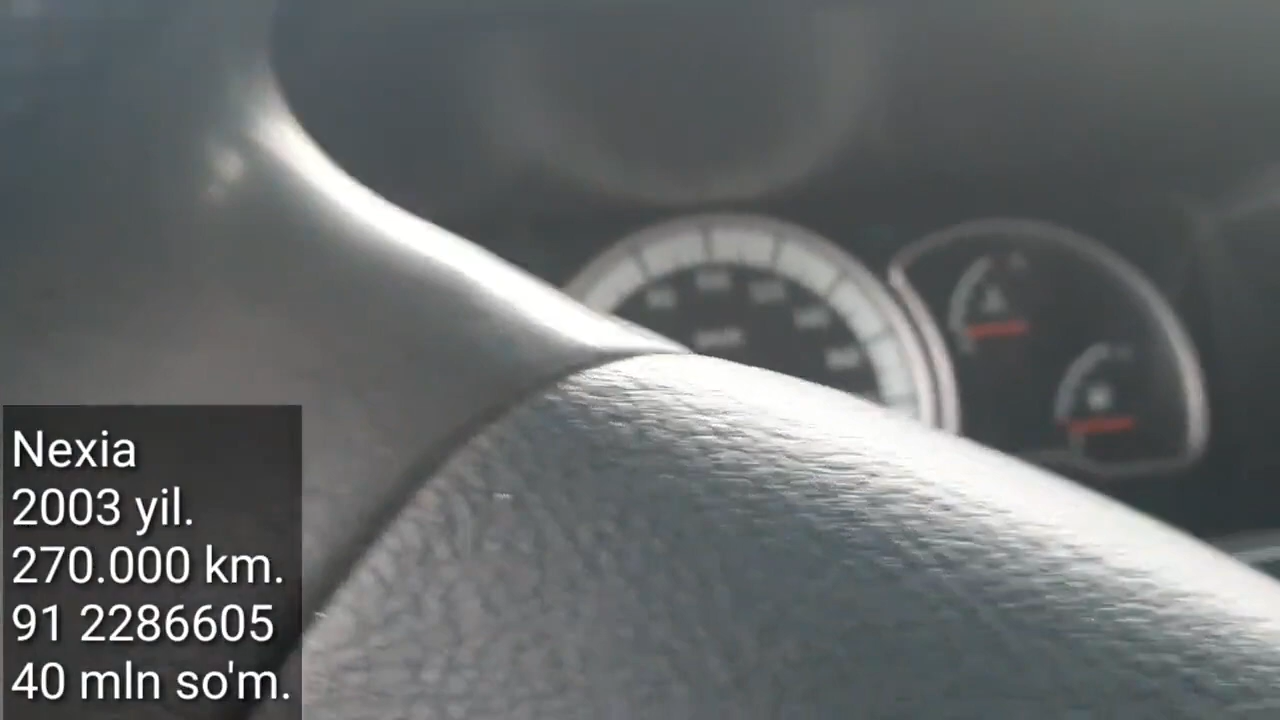 Nexia
2003 yil.
270.000 km.
91 2286605
40 mln so'm.